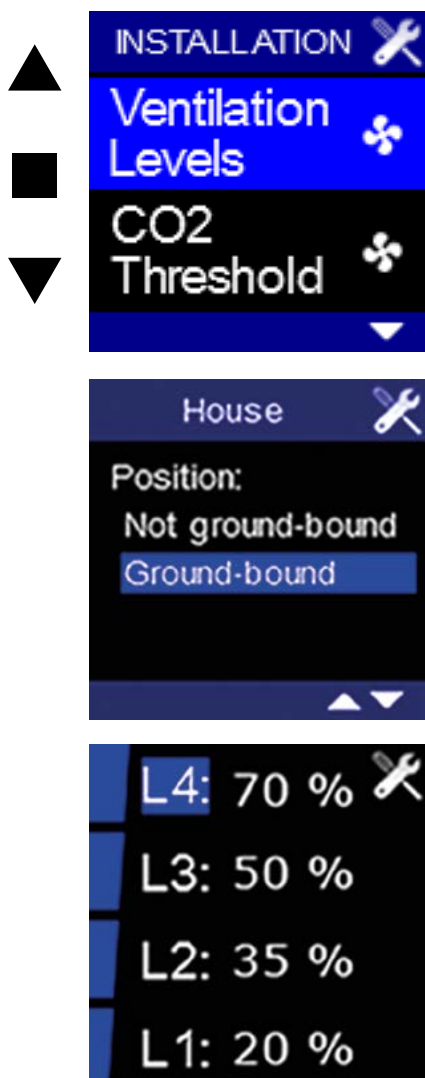 INSTALLATION
Ventilation
Levels
CO2
Threshold
House
Position:
Not ground-bound
Ground-bound
L4: 70 %
L3: 50 %
L2: 35 %
L1: 20 %